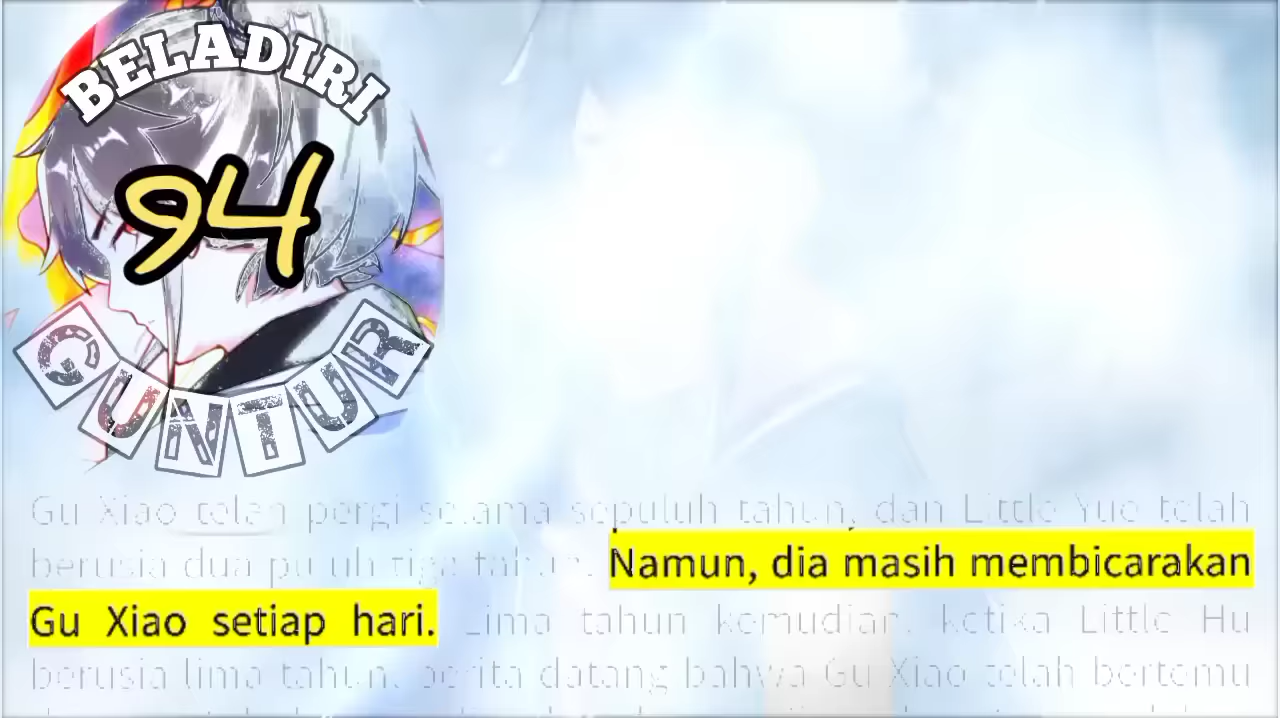 BELADIRI
94
GUNTUR
Gu Xiao telah pergi selama sepuluh tahun, dan Little Yue telah
berusia dua puluh tiga tahun. Namun, dia masih membicarakan
Gu Xiao setiap hari. Lima tahun kemudian, ketika Little Hu
berusia lima tahun, berita datang bahwa Gu Xiao telah bertemu